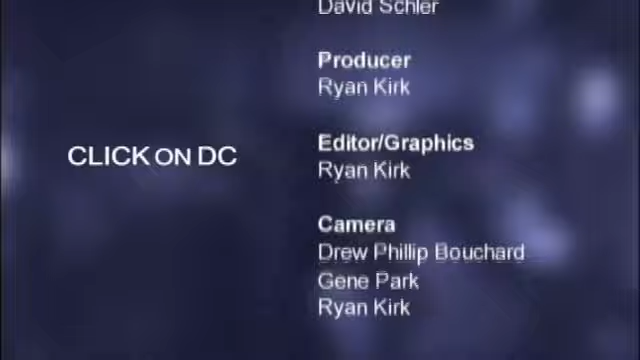 David Schler
Producer
Ryan Kirk
CLICK ON DC
Editor/Graphics
Ryan Kirk
Camera
Drew Phillip Bouchard
Gene Park
Ryan Kirk